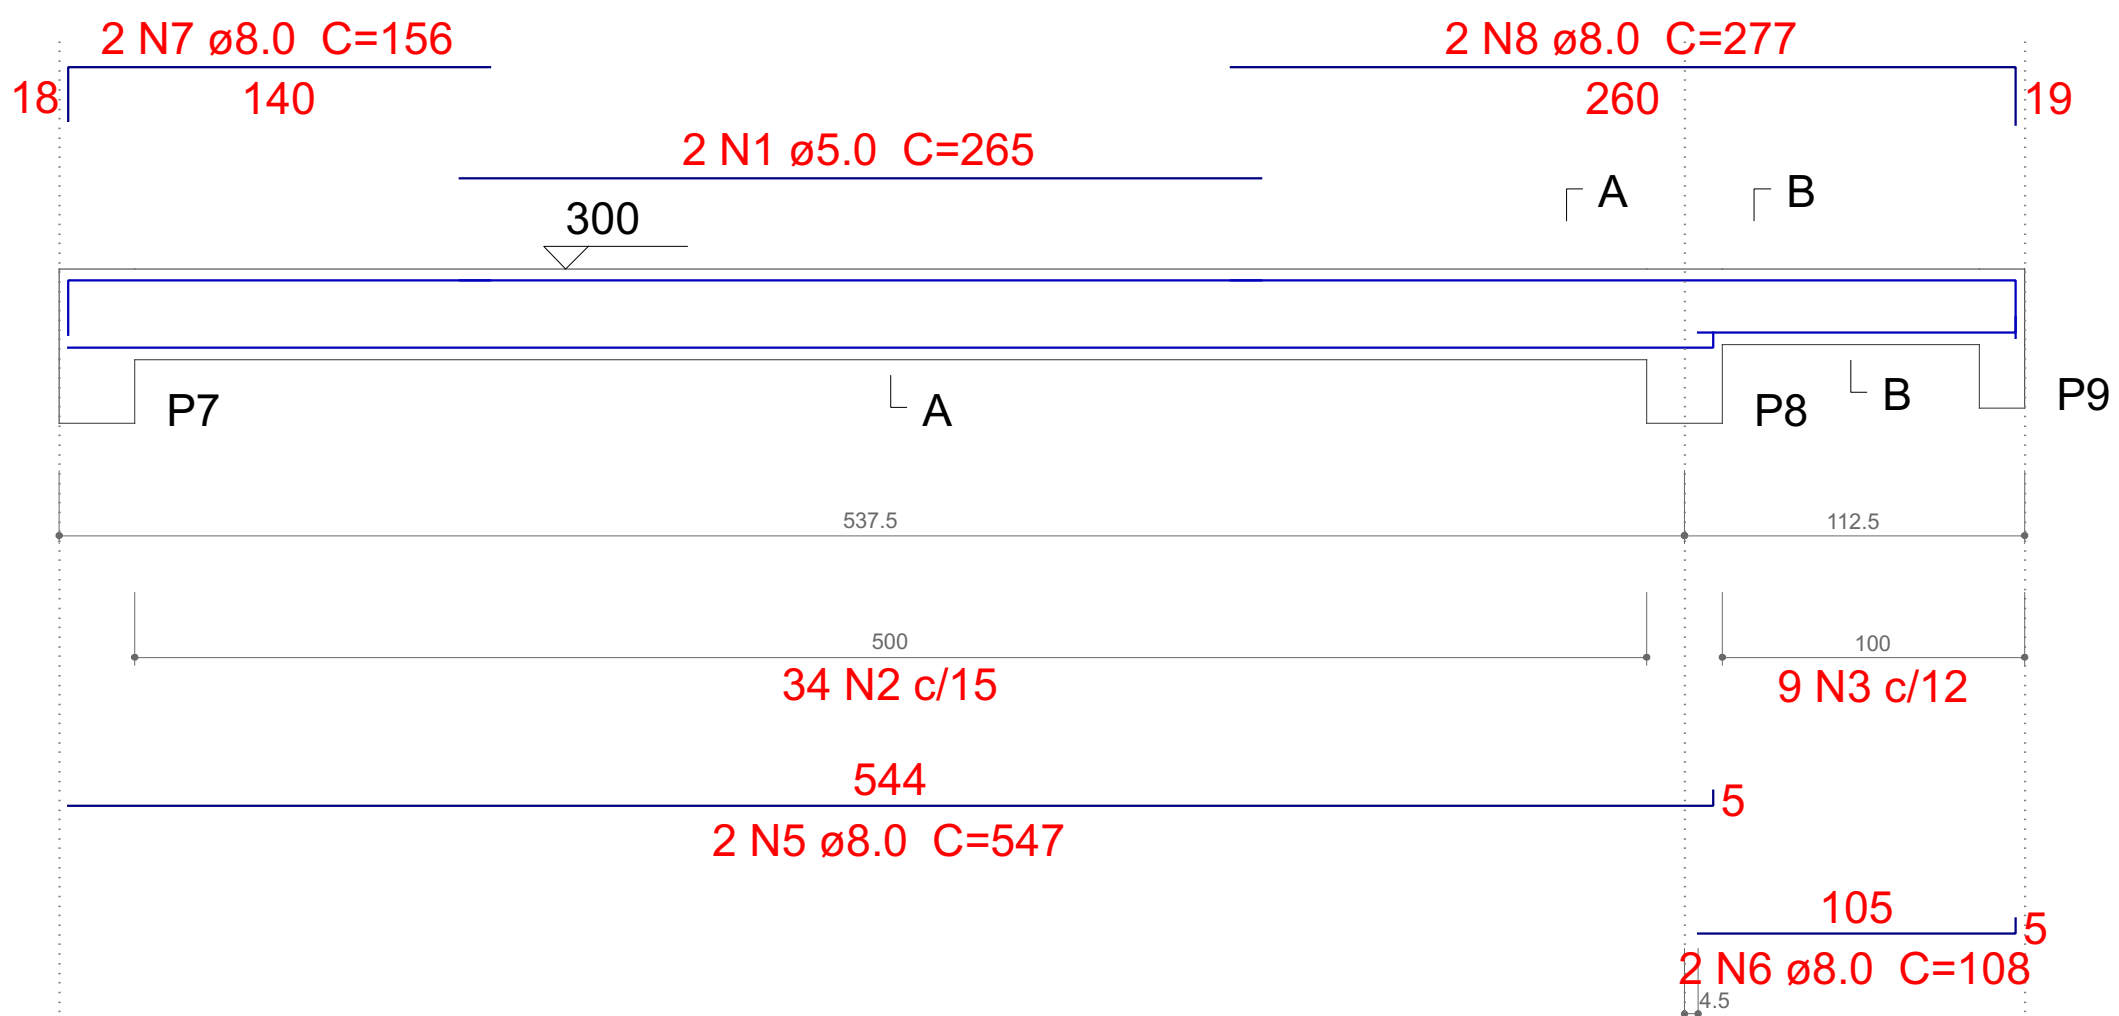 2 N7 ø8.0 C=156
2 N8 ø8.0 C=277
18
140
260
19
2 N1 ø5.0 C=265
A
B
300
P7
A
P8
B
P9
537.5
112.5
500
100
34 N2 c/15
9 N3 c/12
544
5
2 N5 ø8.0 C=547
105
5
2 N6 ø8.0 C=108
4.5